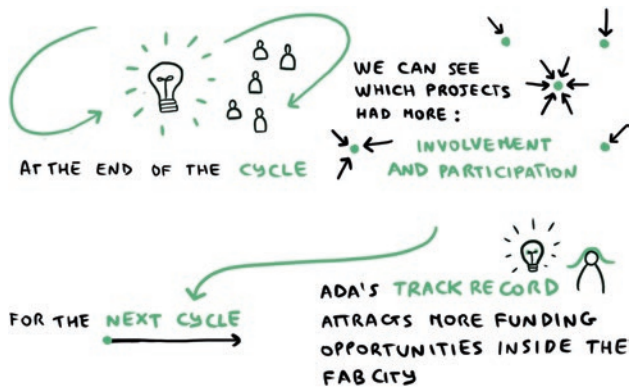 AT THE END OF THE CYCLE
WE CAN SEE
WHICH PROJECTS
HAD MORE:
INVOLVEMENT
AND PARTICIPATION
FOR THE NEXT CYCLE
ADA'S TRACK RECORD
ATTRACTS MORE FUNDING
OPPORTUNITIES INSIDE THE
FAB CITY